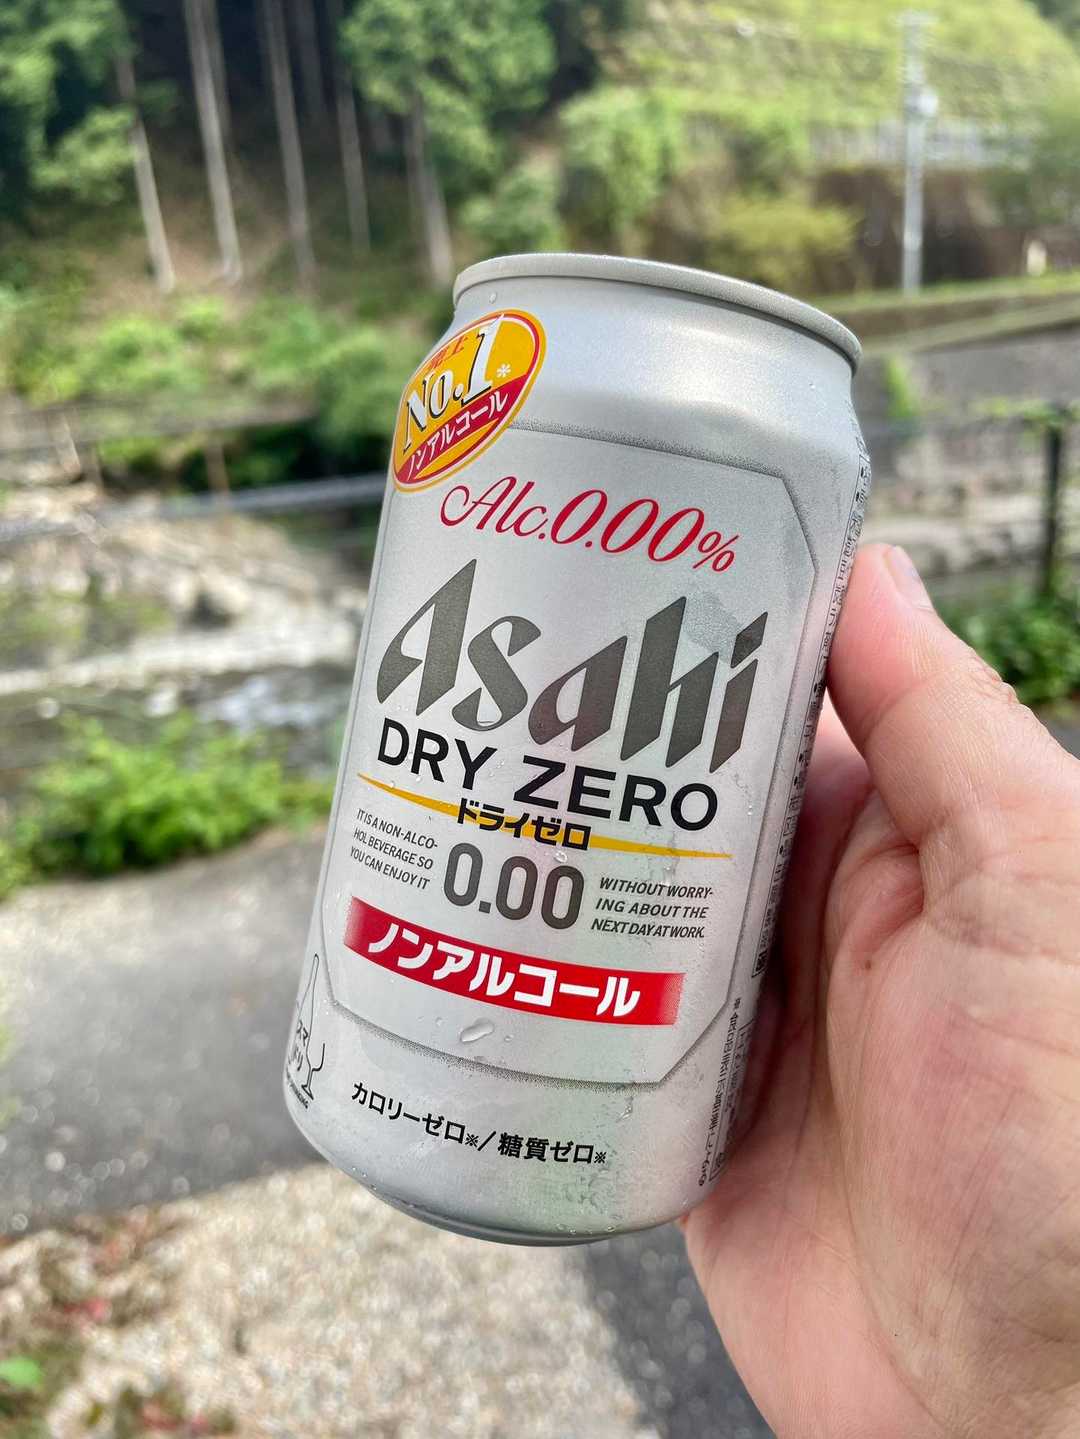 売上
No.1*
ノンアルコール
Alc.0.00%
Asahi
DRY ZERO
ドライゼロ
IT IS A NON-ALCO-
HOL BEVERAGE SO
YOU CAN ENJOY IT
0.00
WITHOUT WORRY-
ING ABOUT THE
NEXT DAY AT WORK.
ノンアルコール
カロリーゼロ※/糖質ゼロ※